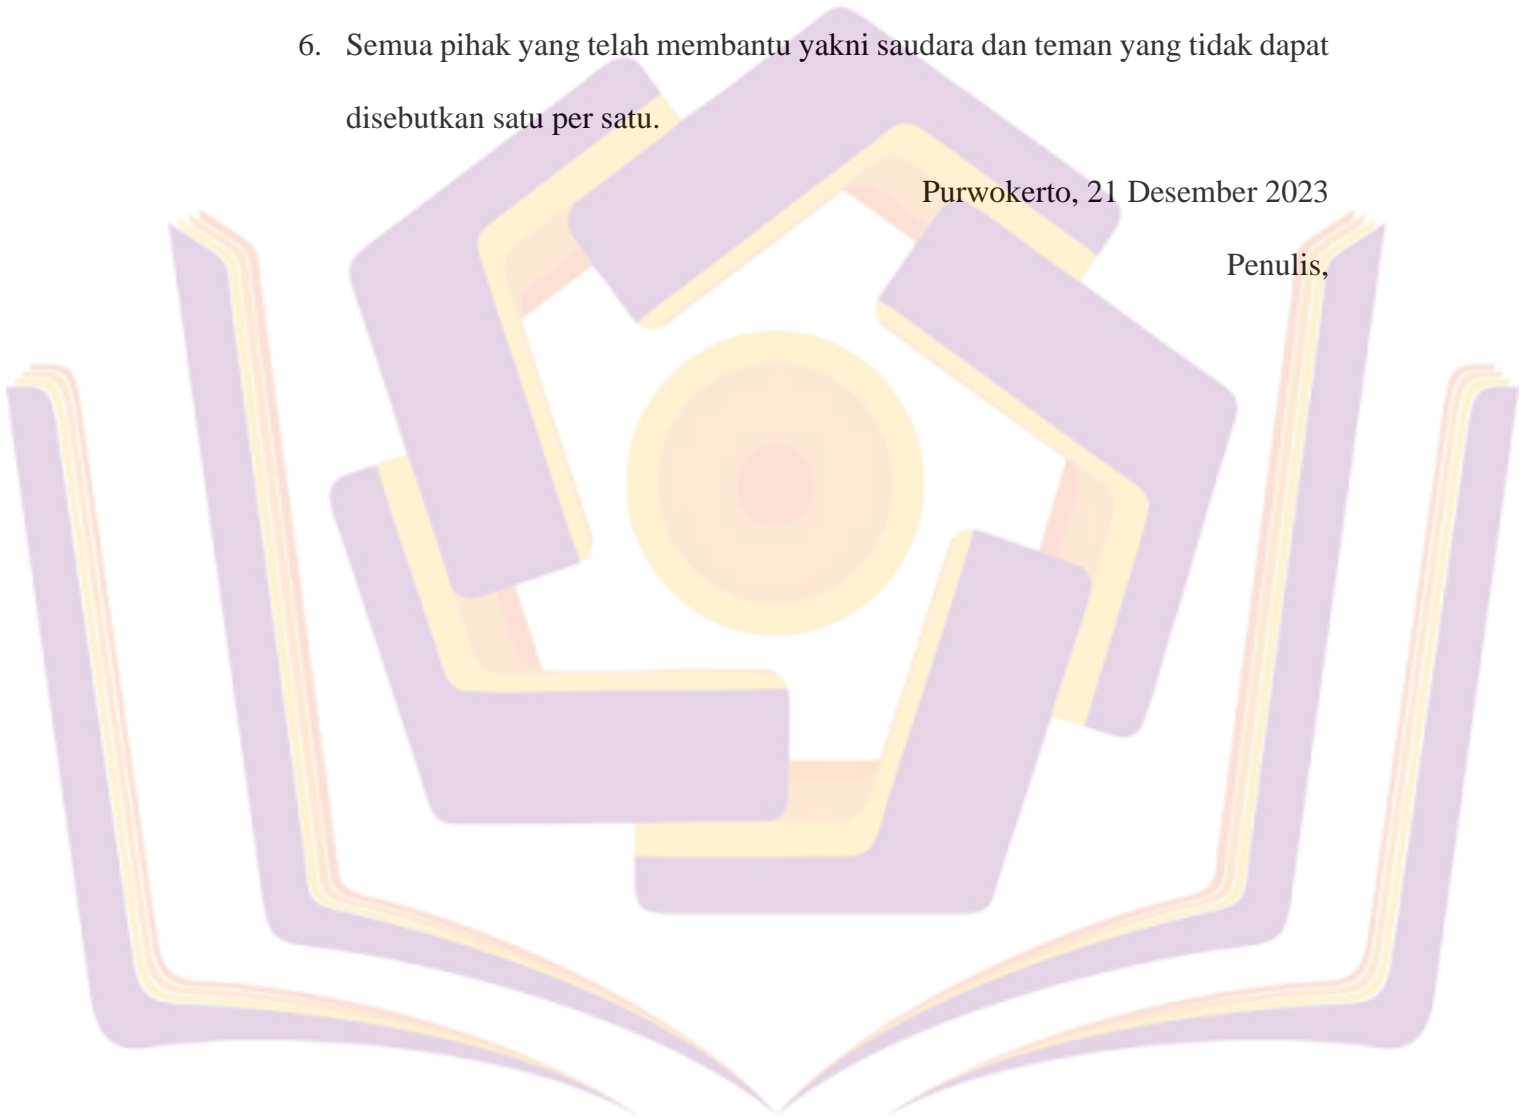 6. Semua pihak yang telah membantu yakni saudara dan teman yang tidak dapat
disebutkan satu per satu.
Purwokerto, 21 Desember 2023
Penulis,